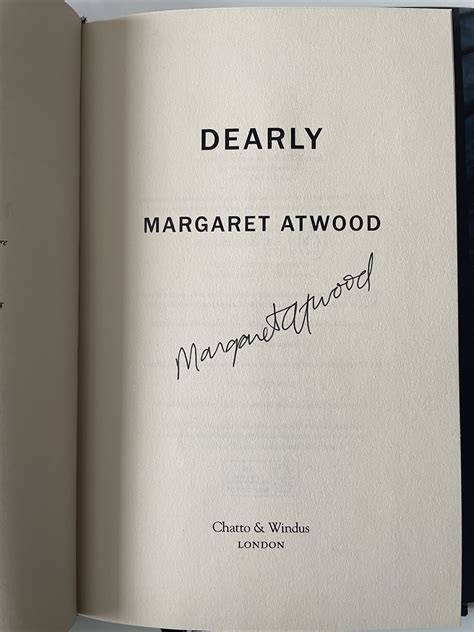 DEARLY
MARGARET ATWOOD
Margaret Atwood
Chatto & Windus
LONDON